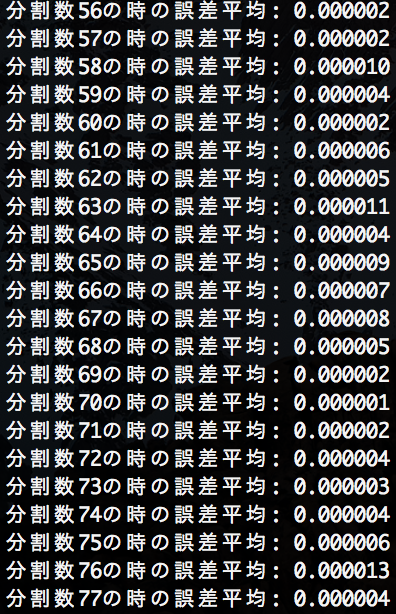 分割数56の時の誤差平均: 0.000002
分割数57の時の誤差平均: 0.000002
分割数58の時の誤差平均: 0.000010
分割数59の時の誤差平均: 0.000004
分割数60の時の誤差平均: 0.000002
分割数61の時の誤差平均: 0.000006
分割数62の時の誤差平均: 0.000005
分割数63の時の誤差平均: 0.000011
分割数64の時の誤差平均: 0.000004
分割数65の時の誤差平均: 0.000009
分割数66の時の誤差平均: 0.000007
分割数67の時の誤差平均: 0.000008
分割数68の時の誤差平均: 0.000005
分割数69の時の誤差平均: 0.000002
分割数70の時の誤差平均: 0.000001
分割数71の時の誤差平均: 0.000002
分割数72の時の誤差平均: 0.000004
分割数73の時の誤差平均: 0.000003
分割数74の時の誤差平均: 0.000004
分割数75の時の誤差平均: 0.000006
分割数76の時の誤差平均: 0.000013
分割数77の時の誤差平均: 0.000004